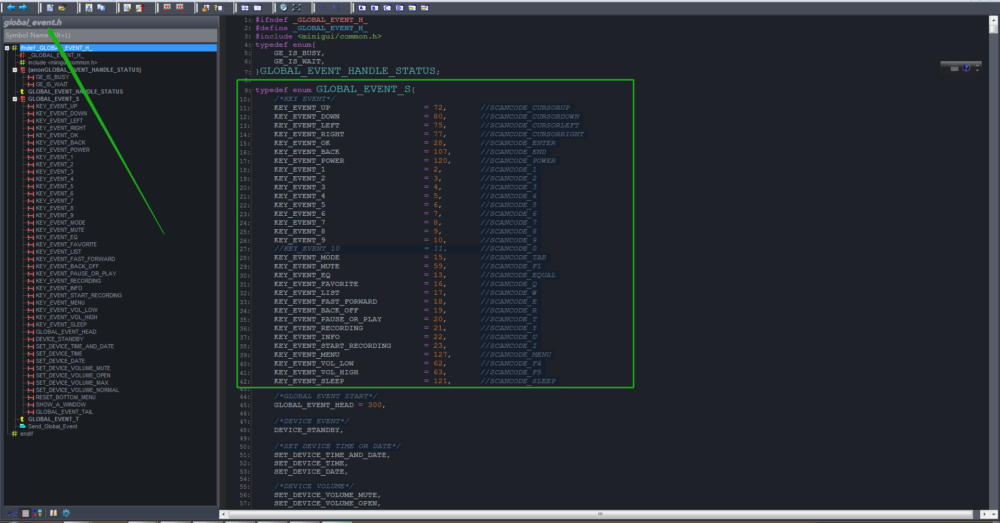 global_event.h
Symbol Name (Alt+L)
ifndef _GLOBAL_EVENT_H_
_GLOBAL_EVENT_H_
include <minigui/common.h>
{anonGLOBAL_EVENT_HANDLE_STATUS}
GE_IS_BUSY
GE_IS_WAIT
GLOBAL_EVENT_HANDLE_STATUS
GLOBAL_EVENT_S
KEY_EVENT_UP
KEY_EVENT_DOWN
KEY_EVENT_LEFT
KEY_EVENT_RIGHT
KEY_EVENT_OK
KEY_EVENT_BACK
KEY_EVENT_POWER
KEY_EVENT_1
KEY_EVENT_2
KEY_EVENT_3
KEY_EVENT_4
KEY_EVENT_5
KEY_EVENT_6
KEY_EVENT_7
KEY_EVENT_8
KEY_EVENT_9
KEY_EVENT_MODE
KEY_EVENT_MUTE
KEY_EVENT_EQ
KEY_EVENT_FAVORITE
KEY_EVENT_LIST
KEY_EVENT_FAST_FORWARD
KEY_EVENT_BACK_OFF
KEY_EVENT_PAUSE_OR_PLAY
KEY_EVENT_RECORDING
KEY_EVENT_INFO
KEY_EVENT_START_RECORDING
KEY_EVENT_MENU
KEY_EVENT_VOL_LOW
KEY_EVENT_VOL_HIGH
KEY_EVENT_SLEEP
GLOBAL_EVENT_HEAD
DEVICE_STANDBY
SET_DEVICE_TIME_AND_DATE
SET_DEVICE_TIME
SET_DEVICE_DATE
SET_DEVICE_VOLUME_MUTE
SET_DEVICE_VOLUME_OPEN
SET_DEVICE_VOLUME_MAX
SET_DEVICE_VOLUME_NORMAL
RESET_BOTTOM_MENU
SHOW_A_WINDOW
GLOBAL_EVENT_TAIL
GLOBAL_EVENT_T
Send_Global_Event
endif
1: #ifndef _GLOBAL_EVENT_H_
2: #define _GLOBAL_EVENT_H_
3: #include <minigui/common.h>
4: typedef enum{
5: GE_IS_BUSY,
6: GE_IS_WAIT,
7: }GLOBAL_EVENT_HANDLE_STATUS;
8:
9: typedef enum GLOBAL_EVENT_S{
10: /*KEY EVENT*/
11: KEY_EVENT_UP = 72, //SCANCODE_CURSORUP
12: KEY_EVENT_DOWN = 80, //SCANCODE_CURSORDOWN
13: KEY_EVENT_LEFT = 75, //SCANCODE_CURSORLEFT
14: KEY_EVENT_RIGHT = 77, //SCANCODE_CURSORRIGHT
15: KEY_EVENT_OK = 28, //SCANCODE_ENTER
16: KEY_EVENT_BACK = 107, //SCANCODE_END
17: KEY_EVENT_POWER = 120, //SCANCODE_POWER
18: KEY_EVENT_1 = 2, //SCANCODE_1
19: KEY_EVENT_2 = 3, //SCANCODE_2
20: KEY_EVENT_3 = 4, //SCANCODE_3
21: KEY_EVENT_4 = 5, //SCANCODE_4
22: KEY_EVENT_5 = 6, //SCANCODE_5
23: KEY_EVENT_6 = 7, //SCANCODE_6
24: KEY_EVENT_7 = 8, //SCANCODE_7
25: KEY_EVENT_8 = 9, //SCANCODE_8
26: KEY_EVENT_9 = 10, //SCANCODE_9
27: //KEY_EVENT_10 = 11, //SCANCODE_0
28: KEY_EVENT_MODE = 15, //SCANCODE_TAB
29: KEY_EVENT_MUTE = 59, //SCANCODE_F1
30: KEY_EVENT_EQ = 13, //SCANCODE_EQUAL
31: KEY_EVENT_FAVORITE = 16, //SCANCODE_Q
32: KEY_EVENT_LIST = 17, //SCANCODE_W
33: KEY_EVENT_FAST_FORWARD = 18, //SCANCODE_E
34: KEY_EVENT_BACK_OFF = 19, //SCANCODE_R
35: KEY_EVENT_PAUSE_OR_PLAY = 20, //SCANCODE_T
36: KEY_EVENT_RECORDING = 21, //SCANCODE_Y
37: KEY_EVENT_INFO = 22, //SCANCODE_U
38: KEY_EVENT_START_RECORDING = 23, //SCANCODE_I
39: KEY_EVENT_MENU = 127, //SCANCODE_MENU
40: KEY_EVENT_VOL_LOW = 62, //SCANCODE_F4
41: KEY_EVENT_VOL_HIGH = 63, //SCANCODE_F5
42: KEY_EVENT_SLEEP = 121, //SCANCODE_SLEEP
43:
44: /*GLOBAL EVENT START*/
45: GLOBAL_EVENT_HEAD = 300,
46:
47: /*DEVICE EVENT*/
48: DEVICE_STANDBY,
49:
50: /*SET DEVICE TIME OR DATE*/
51: SET_DEVICE_TIME_AND_DATE,
52: SET_DEVICE_TIME,
53: SET_DEVICE_DATE,
54:
55: /*DEVICE VOLUME*/
56: SET_DEVICE_VOLUME_MUTE,
57: SET_DEVICE_VOLUME_OPEN,